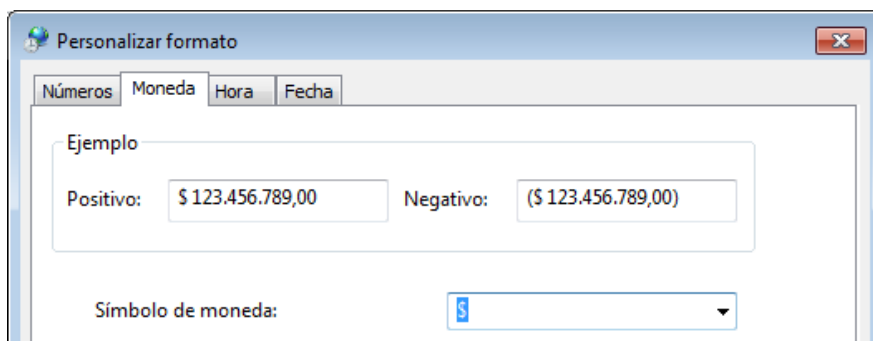 Personalizar formato
Números Moneda Hora Fecha
Ejemplo
Positivo: $ 123.456.789,00 Negativo: ($ 123.456.789,00)
Símbolo de moneda: $